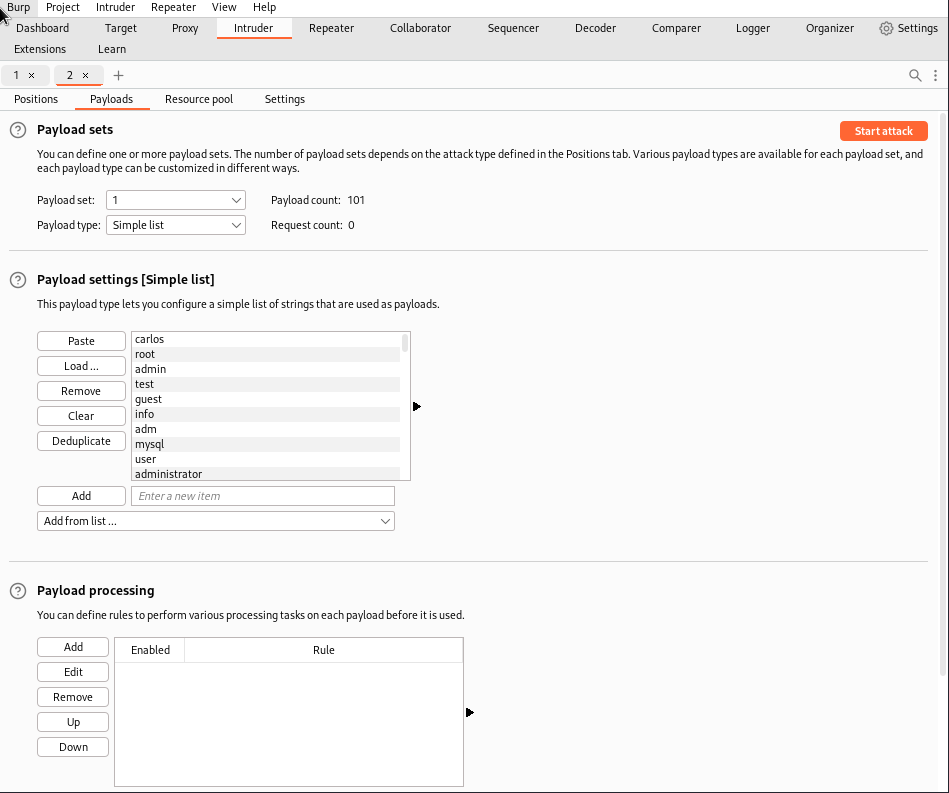 Burp Project Intruder Repeater View Help
Dashboard Target Proxy Intruder Repeater Collaborator Sequencer Decoder Comparer Logger Organizer Settings
Extensions Learn
1 × 2 × +
Positions Payloads Resource pool Settings
? Payload sets Start attack
You can define one or more payload sets. The number of payload sets depends on the attack type defined in the Positions tab. Various payload types are available for each payload set, and
each payload type can be customized in different ways.
Payload set: 1 Payload count: 101
Payload type: Simple list Request count: 0
? Payload settings [Simple list]
This payload type lets you configure a simple list of strings that are used as payloads.
Paste
Load ...
Remove
Clear
Deduplicate
carlos
root
admin
test
guest
info
adm
mysql
user
administrator
Add Enter a new item
Add from list ...
? Payload processing
You can define rules to perform various processing tasks on each payload before it is used.
Add
Edit
Remove
Up
Down
Enabled Rule